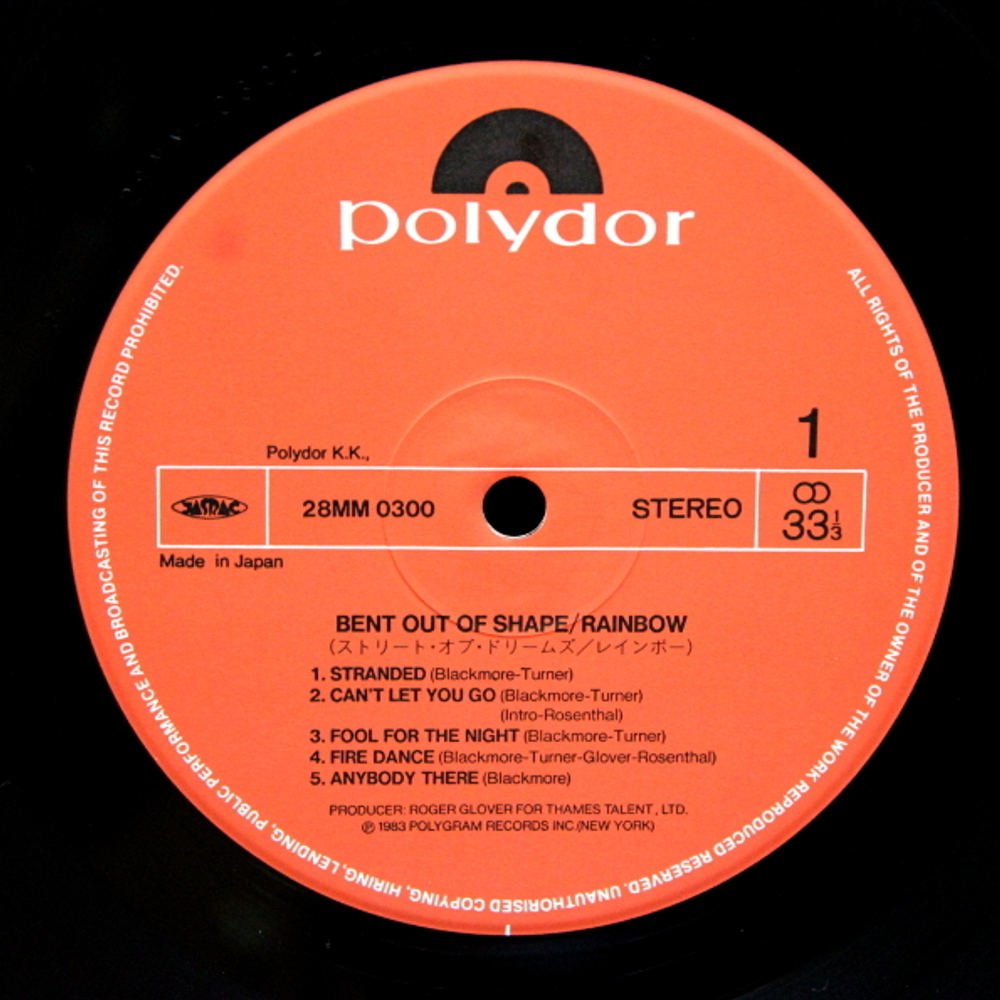 polydor
ALL RIGHTS OF THE PRODUCER AND OF THE OWNER OF THE WORK REPRODUCED RESERVED. UNAUTHORISED COPYING, HIRING, LENDING, PUBLIC PERFORMANCE AND BROADCASTING OF THIS RECORD PROHIBITED.
1
Polydor K.K.,
JASRAC
28MM 0300
STEREO
33 1/3
Made in Japan
BENT OUT OF SHAPE/RAINBOW
(ストリート・オブ・ドリームズ/レインボー)
1. STRANDED (Blackmore-Turner)
2. CAN'T LET YOU GO (Blackmore-Turner)
(Intro-Rosenthal)
3. FOOL FOR THE NIGHT (Blackmore-Turner)
4. FIRE DANCE (Blackmore-Turner-Glover-Rosenthal)
5. ANYBODY THERE (Blackmore)
PRODUCER: ROGER GLOVER FOR THAMES TALENT, LTD.
℗ 1983 POLYGRAM RECORDS INC.(NEW YORK)